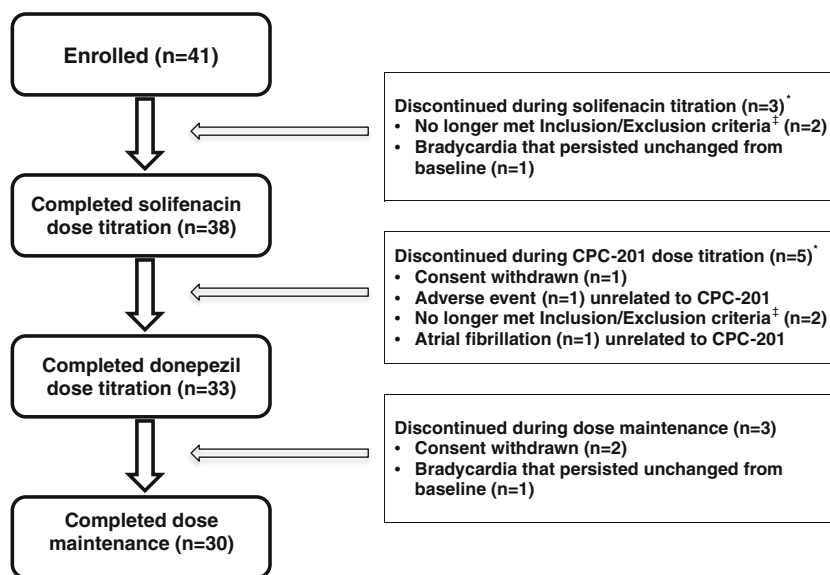 Enrolled (n=41)
Discontinued during solifenacin titration (n=3)*
• No longer met Inclusion/Exclusion criteria‡ (n=2)
• Bradycardia that persisted unchanged from
baseline (n=1)
Completed solifenacin
dose titration (n=38)
Discontinued during CPC-201 dose titration (n=5)*
• Consent withdrawn (n=1)
• Adverse event (n=1) unrelated to CPC-201
• No longer met Inclusion/Exclusion criteria‡ (n=2)
• Atrial fibrillation (n=1) unrelated to CPC-201
Completed donepezil
dose titration (n=33)
Discontinued during dose maintenance (n=3)
• Consent withdrawn (n=2)
• Bradycardia that persisted unchanged from
baseline (n=1)
Completed dose
maintenance (n=30)